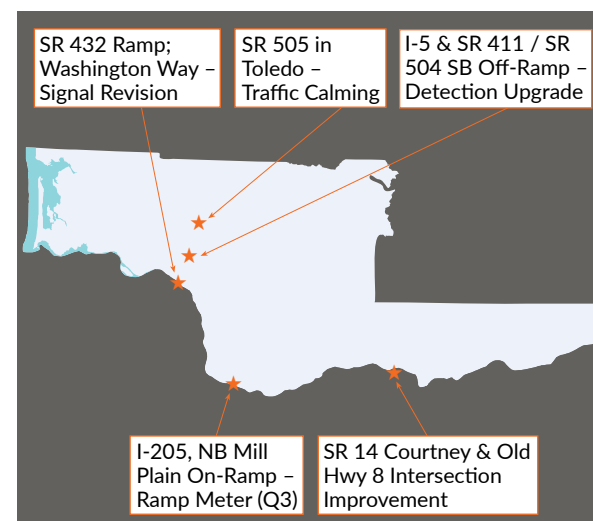 SR 432 Ramp;
Washington Way –
Signal Revision
SR 505 in
Toledo –
Traffic Calming
I-5 & SR 411 / SR
504 SB Off-Ramp –
Detection Upgrade
I-205, NB Mill
Plain On-Ramp –
Ramp Meter (Q3)
SR 14 Courtney & Old
Hwy 8 Intersection
Improvement